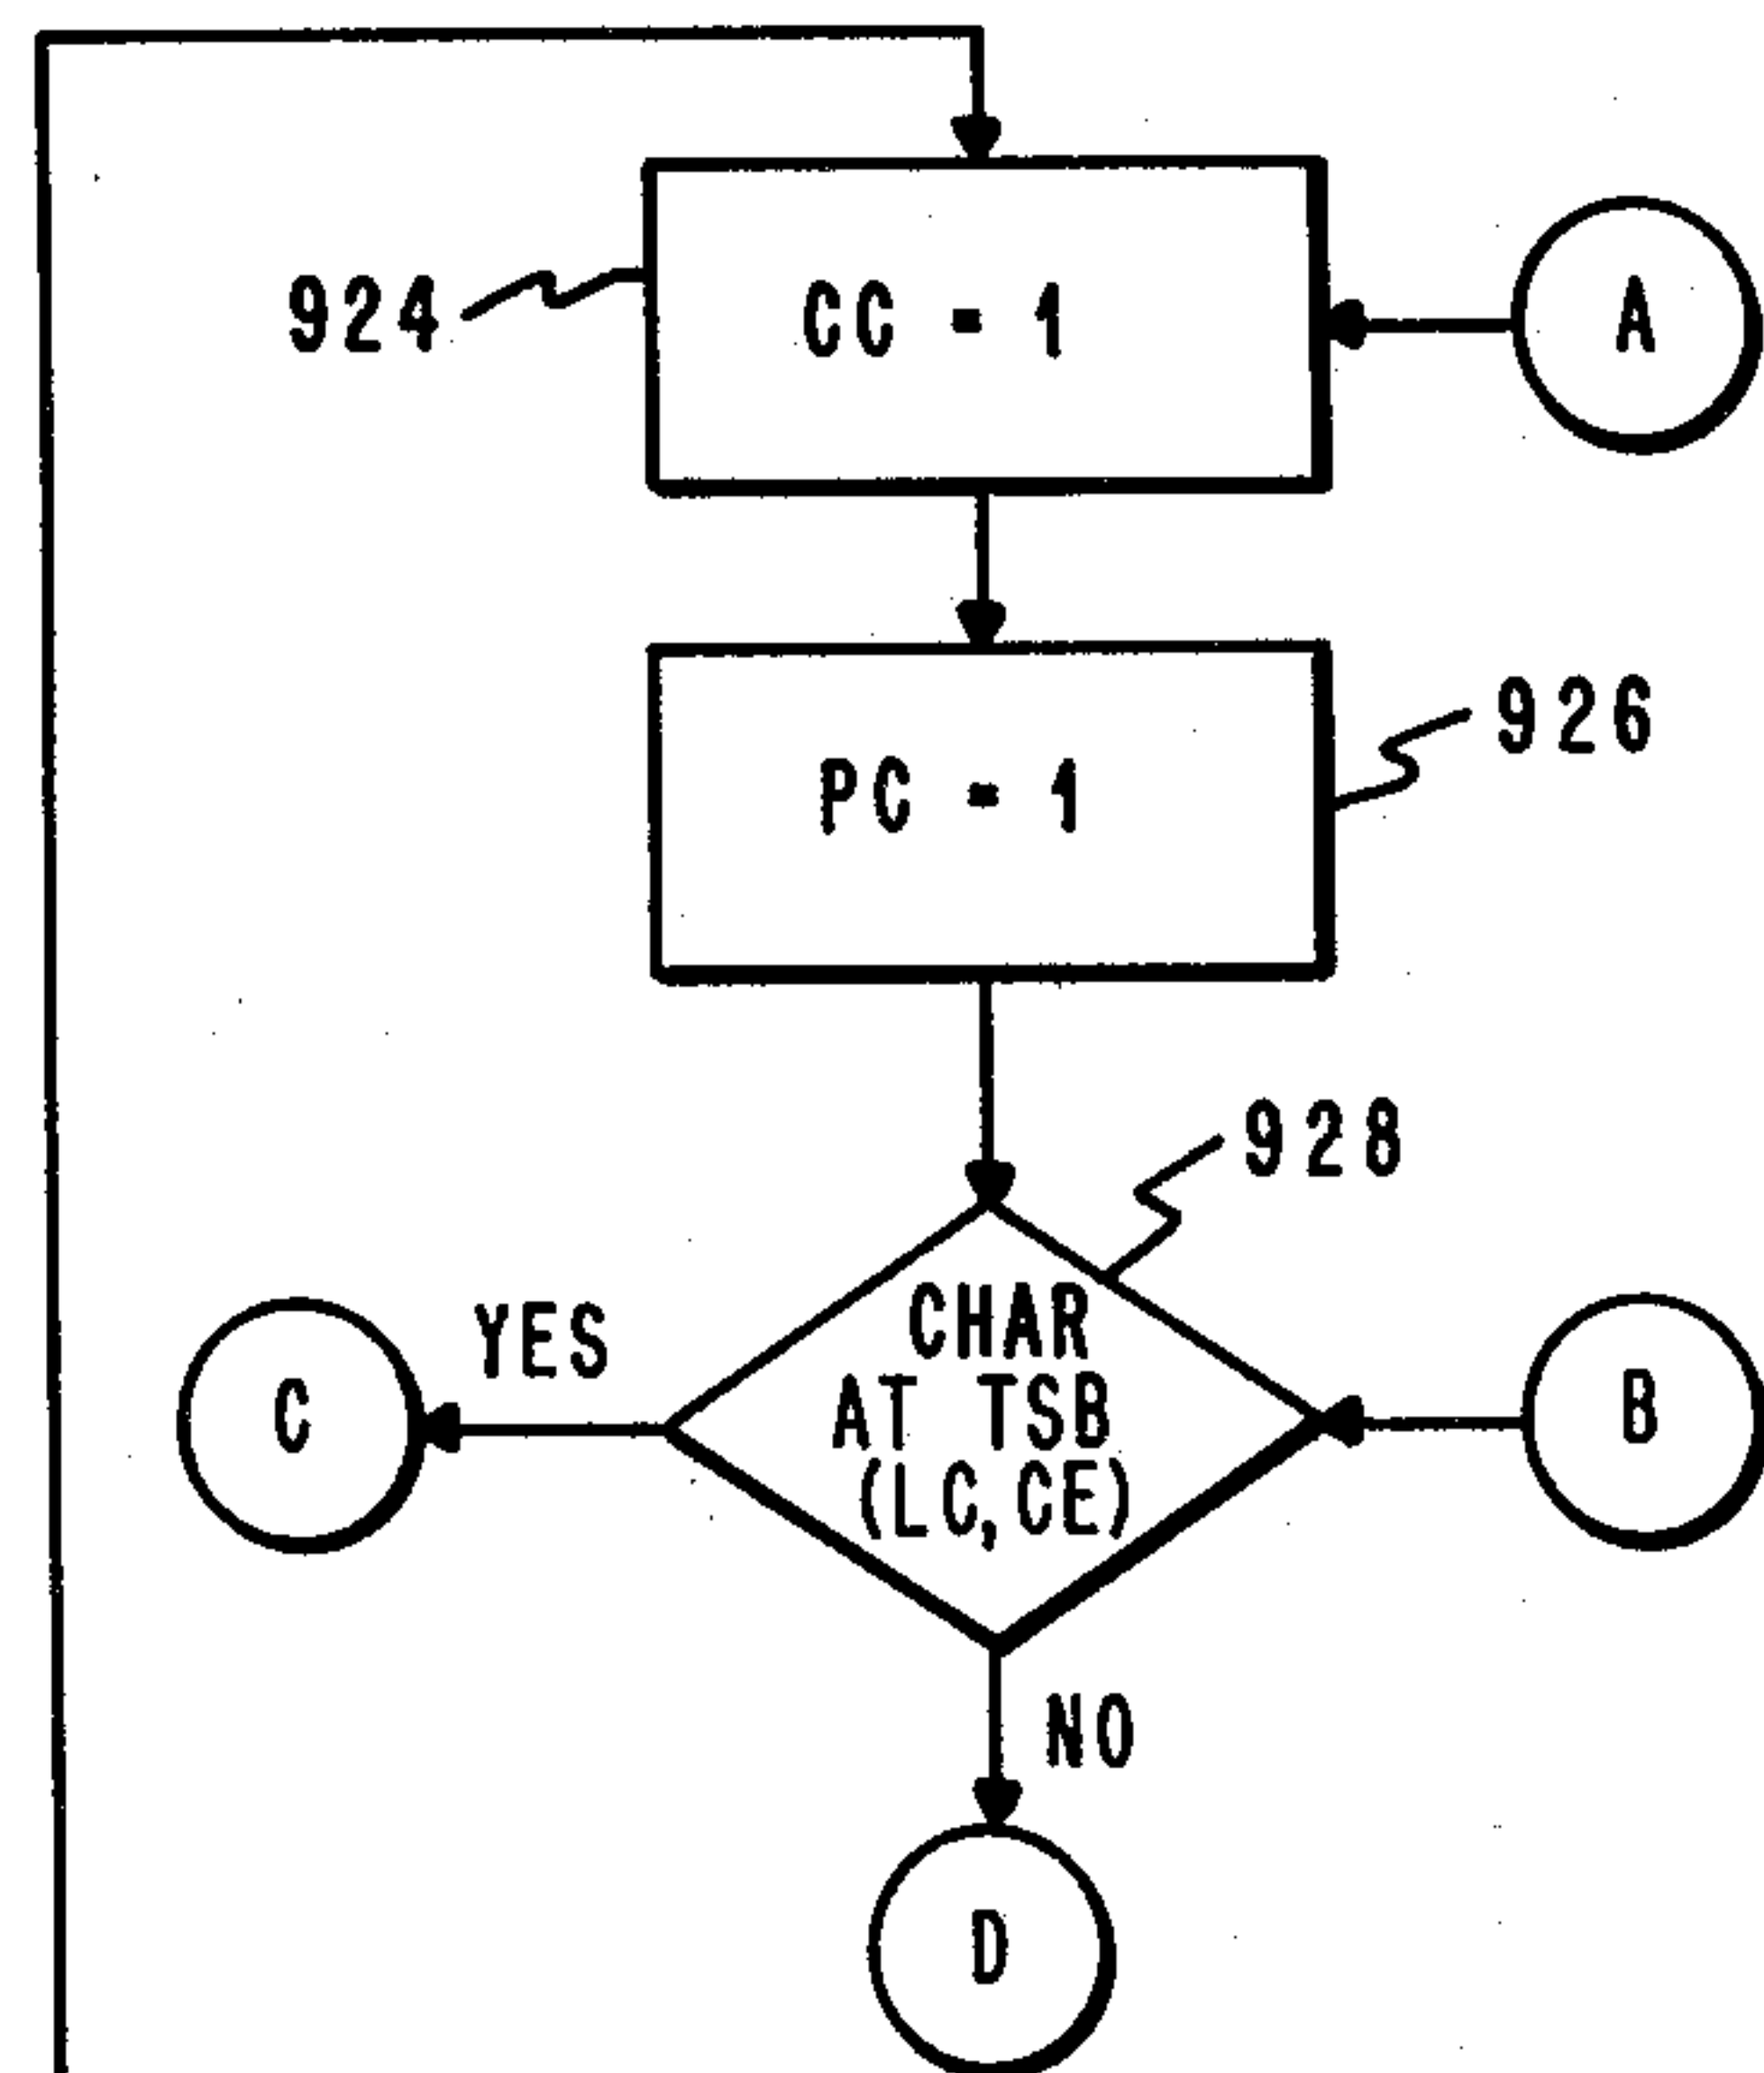 924
CC - 1
A
PC - 1
926
928
YES
CHAR
AT TSB
(LC,CE)
C
B
NO
D